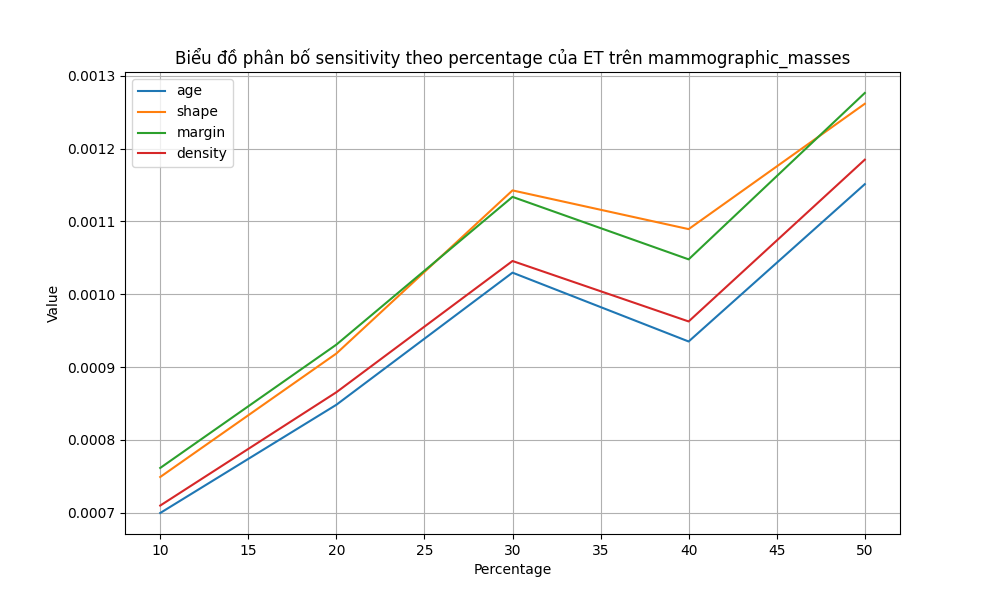 Biểu đồ phân bố sensitivity theo percentage của ET trên mammographic_masses
0.0013
0.0012
0.0011
0.0010
0.0009
0.0008
0.0007
Value
age
shape
margin
density
10 15 20 25 30 35 40 45 50
Percentage